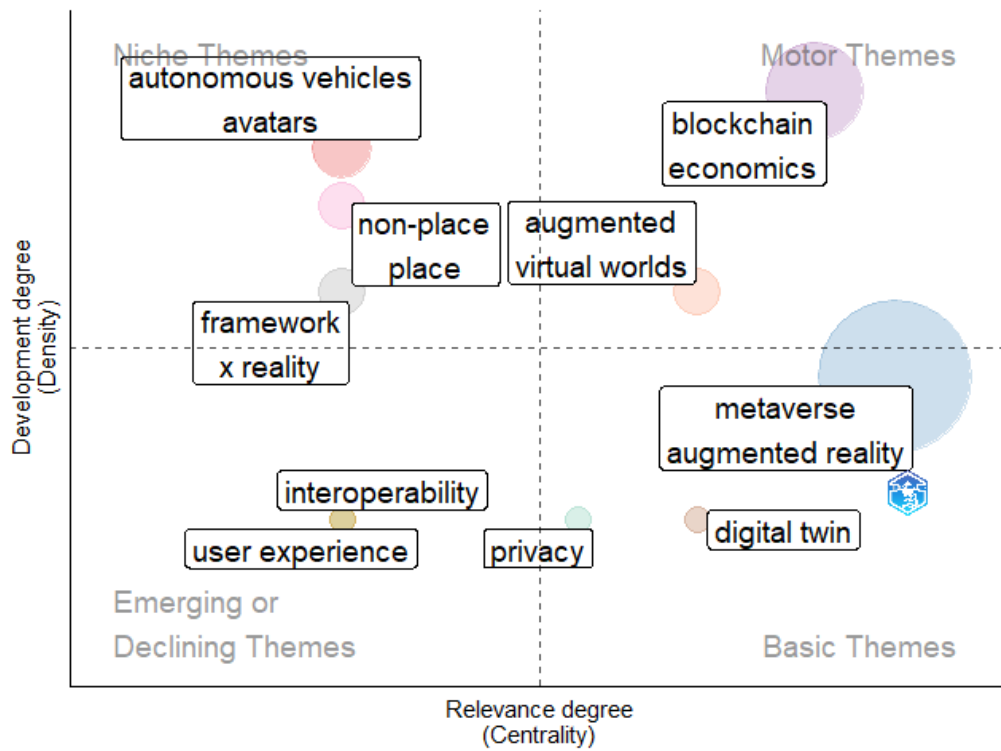 Niche Themes
Motor Themes
autonomous vehicles
avatars
blockchain
economics
non-place
place
augmented
virtual worlds
framework
x reality
Development degree
(Density)
metaverse
augmented reality
interoperability
user experience
privacy
digital twin
Emerging or
Declining Themes
Basic Themes
Relevance degree
(Centrality)